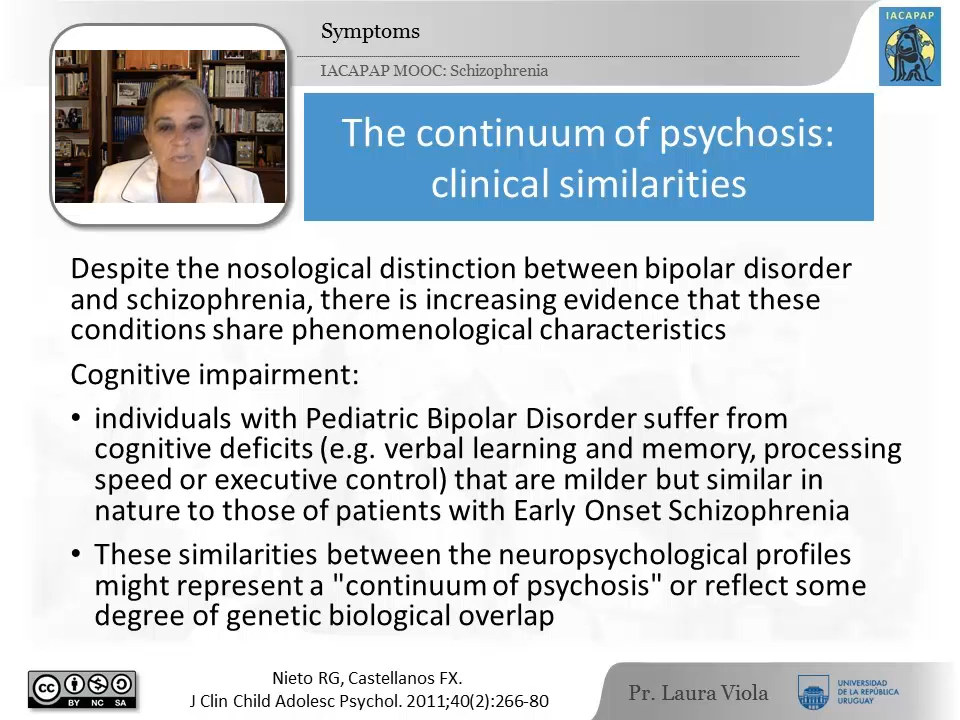 Symptoms
IACAPAP MOOC: Schizophrenia
IACAPAP
The continuum of psychosis:
clinical similarities
Despite the nosological distinction between bipolar disorder
and schizophrenia, there is increasing evidence that these
conditions share phenomenological characteristics
Cognitive impairment:
• individuals with Pediatric Bipolar Disorder suffer from
cognitive deficits (e.g. verbal learning and memory, processing
speed or executive control) that are milder but similar in
nature to those of patients with Early Onset Schizophrenia
• These similarities between the neuropsychological profiles
might represent a "continuum of psychosis" or reflect some
degree of genetic biological overlap
cc
BY NC SA
Nieto RG, Castellanos FX.
J Clin Child Adolesc Psychol. 2011;40(2):266-80
Pr. Laura Viola
UNIVERSIDAD
DE LA REPÚBLICA
URUGUAY